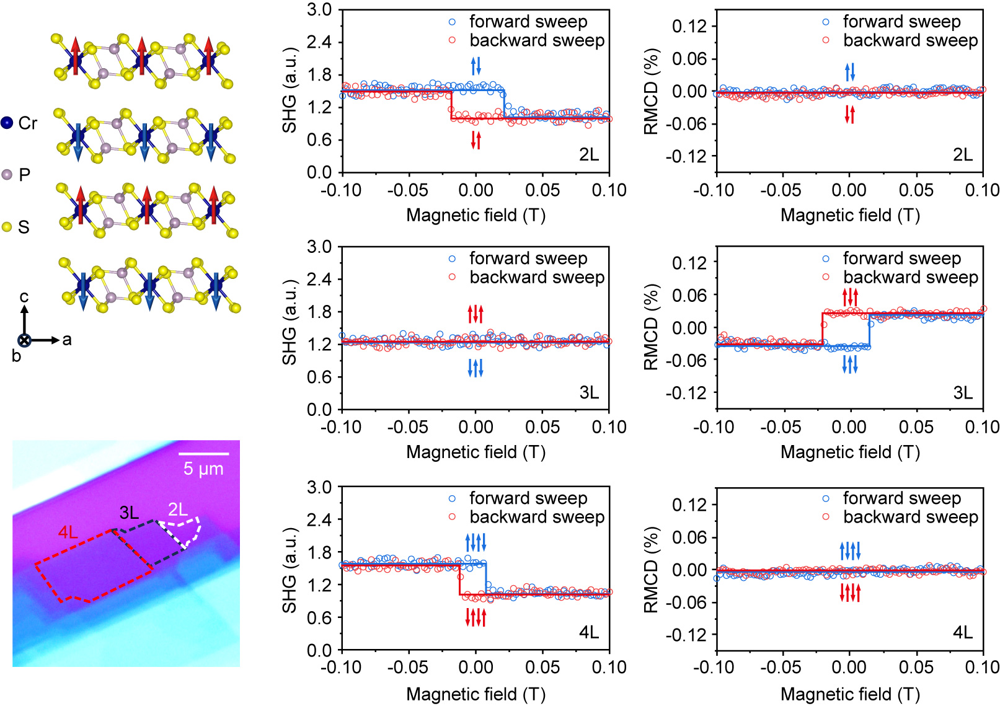 Cr
P
S
c
a
b
5 μm
4L
3L
2L
3.0
2.4
1.8
1.2
0.6
0.0
SHG (a.u.)
forward sweep
backward sweep
2L
-0.10
-0.05
0.00
0.05
0.10
Magnetic field (T)
0.12
0.06
0.00
-0.06
-0.12
RMCD (%)
forward sweep
backward sweep
2L
-0.10
-0.05
0.00
0.05
0.10
Magnetic field (T)
3.0
2.4
1.8
1.2
0.6
0.0
SHG (a.u.)
forward sweep
backward sweep
3L
-0.10
-0.05
0.00
0.05
0.10
Magnetic field (T)
0.12
0.06
0.00
-0.06
-0.12
RMCD (%)
forward sweep
backward sweep
3L
-0.10
-0.05
0.00
0.05
0.10
Magnetic field (T)
3.0
2.4
1.8
1.2
0.6
0.0
SHG (a.u.)
forward sweep
backward sweep
4L
-0.10
-0.05
0.00
0.05
0.10
Magnetic field (T)
0.12
0.06
0.00
-0.06
-0.12
RMCD (%)
forward sweep
backward sweep
4L
-0.10
-0.05
0.00
0.05
0.10
Magnetic field (T)